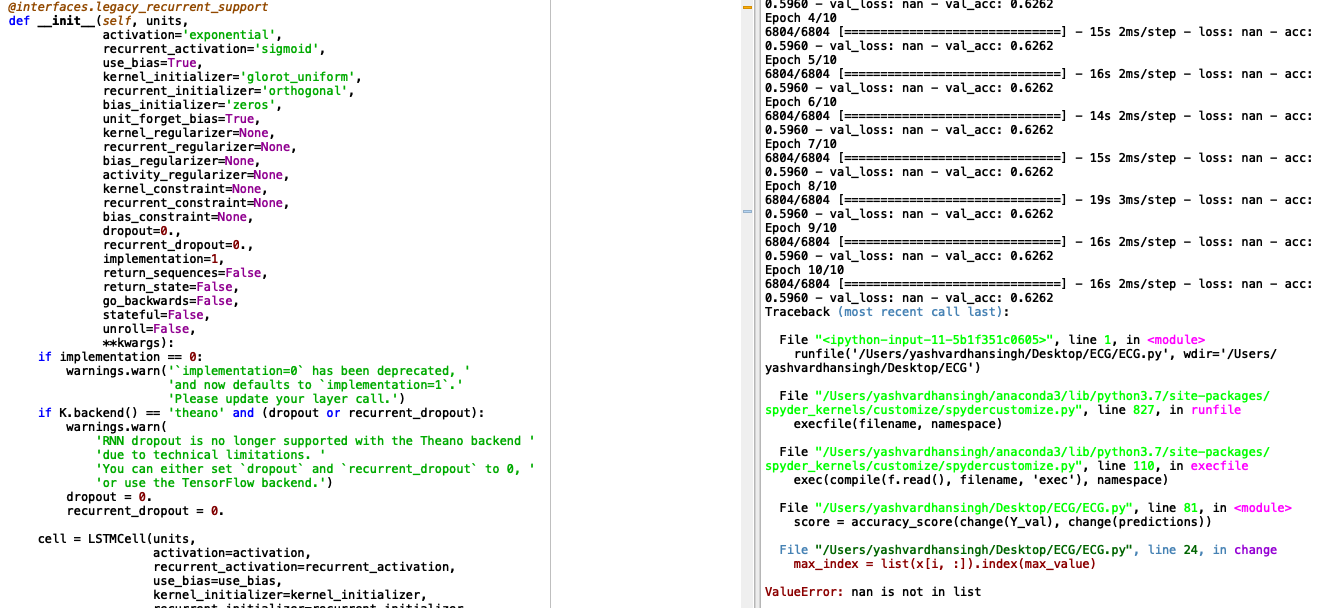 @interfaces.legacy_recurrent_support
def __init__(self, units,
activation='exponential',
recurrent_activation='sigmoid',
use_bias=True,
kernel_initializer='glorot_uniform',
recurrent_initializer='orthogonal',
bias_initializer='zeros',
unit_forget_bias=True,
kernel_regularizer=None,
recurrent_regularizer=None,
bias_regularizer=None,
activity_regularizer=None,
kernel_constraint=None,
recurrent_constraint=None,
bias_constraint=None,
dropout=0.,
recurrent_dropout=0.,
implementation=1,
return_sequences=False,
return_state=False,
go_backwards=False,
stateful=False,
unroll=False,
**kwargs):
if implementation == 0:
warnings.warn('`implementation=0` has been deprecated, '
'and now defaults to `implementation=1`.'
'Please update your layer call.')
if K.backend() == 'theano' and (dropout or recurrent_dropout):
warnings.warn(
'RNN dropout is no longer supported with the Theano backend '
'due to technical limitations. '
'You can either set `dropout` and `recurrent_dropout` to 0, '
'or use the TensorFlow backend.')
dropout = 0.
recurrent_dropout = 0.
cell = LSTMCell(units,
activation=activation,
recurrent_activation=recurrent_activation,
use_bias=use_bias,
kernel_initializer=kernel_initializer,
recurrent_initializer=recurrent_initializer
0.5960 - val_loss: nan - val_acc: 0.6262
Epoch 4/10
6804/6804 [==============================] - 15s 2ms/step - loss: nan - acc:
0.5960 - val_loss: nan - val_acc: 0.6262
Epoch 5/10
6804/6804 [==============================] - 16s 2ms/step - loss: nan - acc:
0.5960 - val_loss: nan - val_acc: 0.6262
Epoch 6/10
6804/6804 [==============================] - 14s 2ms/step - loss: nan - acc:
0.5960 - val_loss: nan - val_acc: 0.6262
Epoch 7/10
6804/6804 [==============================] - 15s 2ms/step - loss: nan - acc:
0.5960 - val_loss: nan - val_acc: 0.6262
Epoch 8/10
6804/6804 [==============================] - 19s 3ms/step - loss: nan - acc:
0.5960 - val_loss: nan - val_acc: 0.6262
Epoch 9/10
6804/6804 [==============================] - 16s 2ms/step - loss: nan - acc:
0.5960 - val_loss: nan - val_acc: 0.6262
Epoch 10/10
6804/6804 [==============================] - 16s 2ms/step - loss: nan - acc:
0.5960 - val_loss: nan - val_acc: 0.6262
Traceback (most recent call last):
File "<ipython-input-11-5b1f351c0605>", line 1, in <module>
runfile('/Users/yashvardhansingh/Desktop/ECG/ECG.py', wdir='/Users/
yashvardhansingh/Desktop/ECG')
File "/Users/yashvardhansingh/anaconda3/lib/python3.7/site-packages/
spyder_kernels/customize/spydercustomize.py", line 827, in runfile
execfile(filename, namespace)
File "/Users/yashvardhansingh/anaconda3/lib/python3.7/site-packages/
spyder_kernels/customize/spydercustomize.py", line 110, in execfile
exec(compile(f.read(), filename, 'exec'), namespace)
File "/Users/yashvardhansingh/Desktop/ECG/ECG.py", line 81, in <module>
score = accuracy_score(change(Y_val), change(predictions))
File "/Users/yashvardhansingh/Desktop/ECG/ECG.py", line 24, in change
max_index = list(x[i, :]).index(max_value)
ValueError: nan is not in list